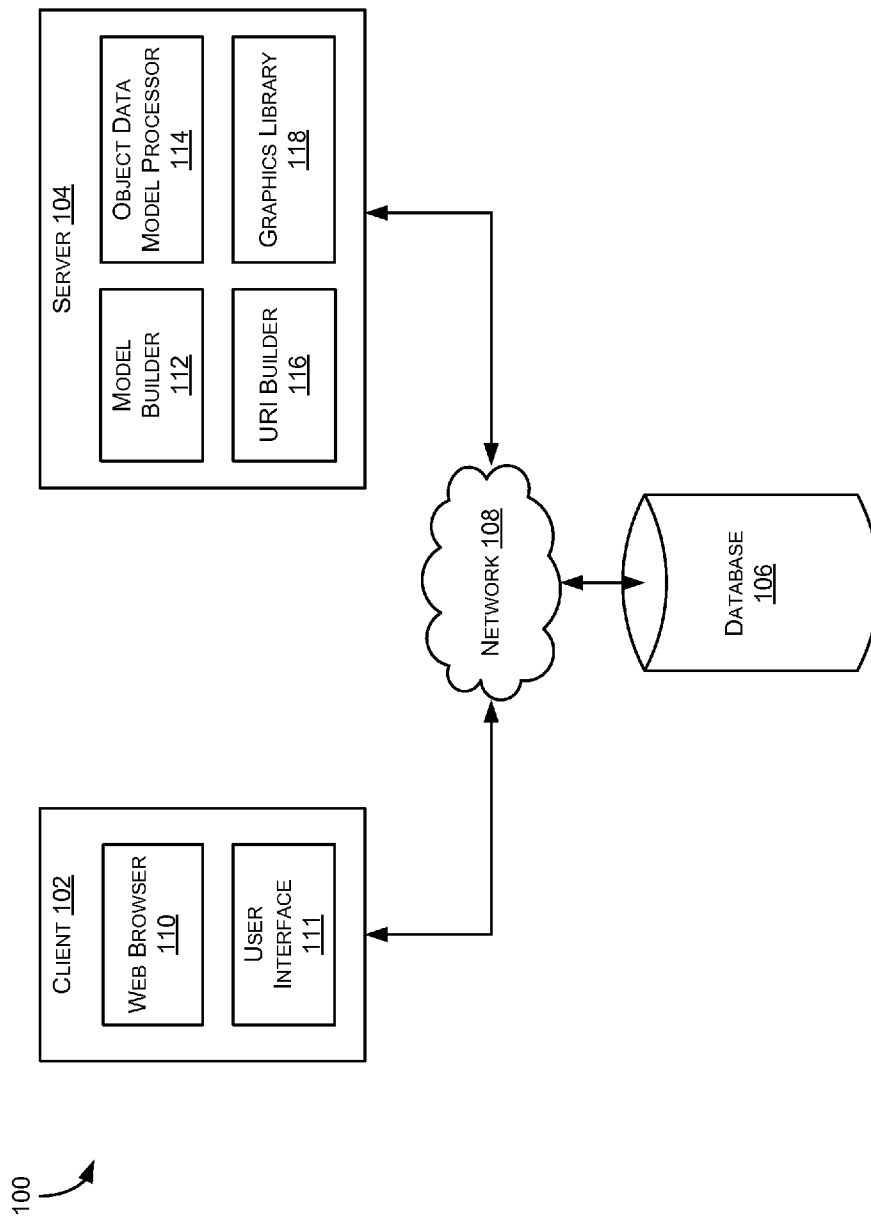 100
CLIENT 102
WEB BROWSER
110
USER
INTERFACE
111
SERVER 104
MODEL
BUILDER
112
OBJECT DATA
MODEL PROCESSOR
114
URI BUILDER
116
GRAPHICS LIBRARY
118
NETWORK 108
DATABASE
106